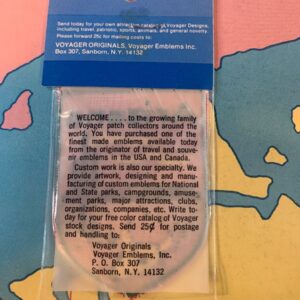 Send today for your own attractive catalog of Voyager Designs,
including travel, patriotic, sports, animals, and general novelty.
Please forward 25c for mailing costs to:
VOYAGER ORIGINALS, Voyager Emblems Inc.
Box 307, Sanborn, N.Y. 14132
WELCOME . . . . to the growing family
of Voyager patch collectors around the
world. You have purchased one of the
finest made emblems available today
from the originator of travel and souve-
nir emblems in the USA and Canada.
Custom work is also our specialty. We
provide artwork, designing and manu-
facturing of custom emblems for National
and State parks, campgrounds, amuse-
ment parks, major attractions, clubs,
organizations, companies, etc. Write to-
day for your free color catalog of Voyager
stock designs. Send 25¢ for postage
and handling to:
Voyager Originals
Voyager Emblems, Inc.
P. O. Box 307
Sanborn, N.Y. 14132